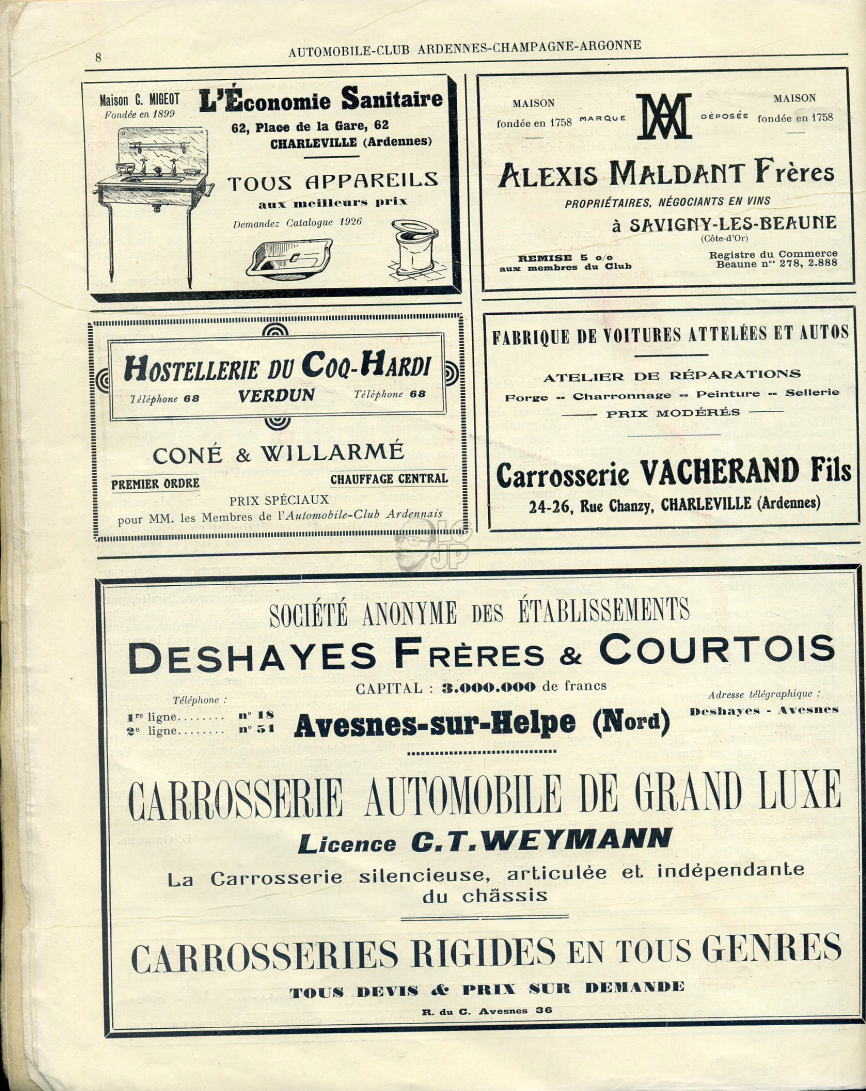 8
AUTOMOBILE-CLUB ARDENNES-CHAMPAGNE-ARGONNE
Maison C. MIGEOT
Fondée en 1899
L'Économie Sanitaire
62, Place de la Gare, 62
CHARLEVILLE (Ardennes)
TOUS APPAREILS
aux meilleurs prix
Demandez Catalogue 1926
MAISON
fondée en 1758
MARQUE
AM
DÉPOSÉE
MAISON
fondée en 1758
ALEXIS MALDANT Frères
PROPRIÉTAIRES, NÉGOCIANTS EN VINS
à SAVIGNY-LES-BEAUNE
(Côte-d'Or)
REMISE 5 o/o
aux membres du Club
Registre du Commerce
Beaune nos 278, 2.888
HOSTELLERIE DU COQ-HARDI
Téléphone 68
VERDUN
Téléphone 68
CONÉ & WILLARMÉ
PREMIER ORDRE
CHAUFFAGE CENTRAL
PRIX SPÉCIAUX
pour MM. les Membres de l'Automobile-Club Ardennais
FABRIQUE DE VOITURES ATTELÉES ET AUTOS
ATELIER DE RÉPARATIONS
Forge -- Charronnage -- Peinture -- Sellerie
PRIX MODÉRÉS
Carrosserie VACHERAND Fils
24-26, Rue Chanzy, CHARLEVILLE (Ardennes)
LG
JP
SOCIÉTÉ ANONYME DES ÉTABLISSEMENTS
DESHAYES FRÈRES & COURTOIS
CAPITAL : 3.000.000 de francs
Téléphone :
1re ligne........ n° 18
2e ligne........ n° 51
Avesnes-sur-Helpe (Nord)
Adresse télégraphique :
Deshayes - Avesnes
CARROSSERIE AUTOMOBILE DE GRAND LUXE
Licence C.T.WEYMANN
La Carrosserie silencieuse, articulée et indépendante
du châssis
CARROSSERIES RIGIDES EN TOUS GENRES
TOUS DEVIS & PRIX SUR DEMANDE
R. du C. Avesnes 36